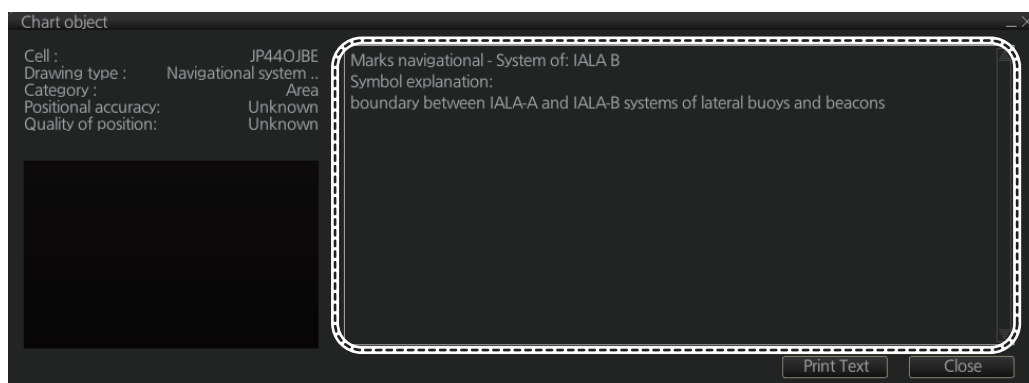 Chart object
Cell : JP44OJBE
Drawing type : Navigational system ..
Category : Area
Positional accuracy: Unknown
Quality of position: Unknown
Marks navigational - System of: IALA B
Symbol explanation:
boundary between IALA-A and IALA-B systems of lateral buoys and beacons
Print Text
Close